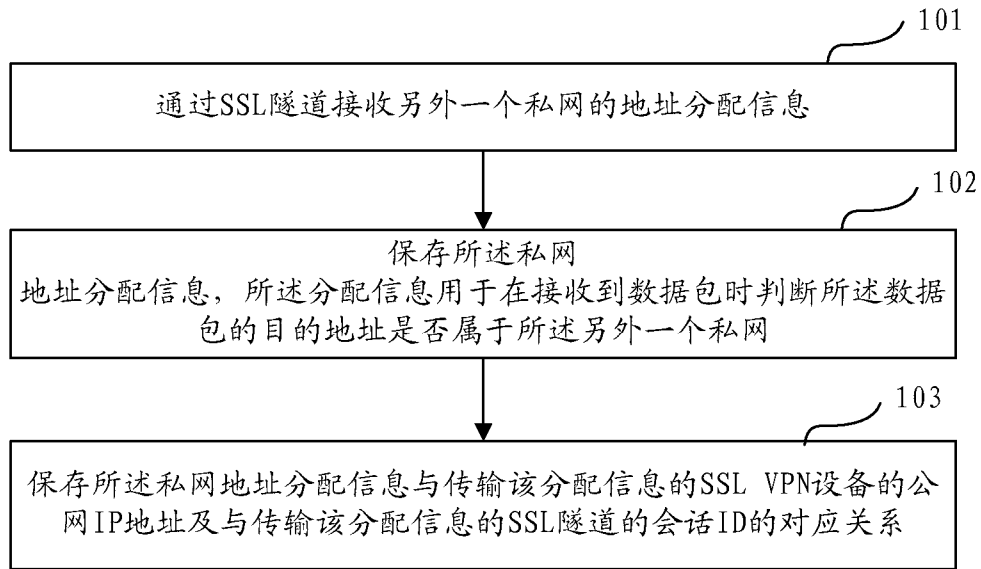 101
通过SSL隧道接收另外一个私网的地址分配信息
102
保存所述私网
地址分配信息，所述分配信息用于在接收到数据包时判断所述数据
包的目的地址是否属于所述另外一个私网
103
保存所述私网地址分配信息与传输该分配信息的SSL VPN设备的公
网IP地址及与传输该分配信息的SSL隧道的会话ID的对应关系